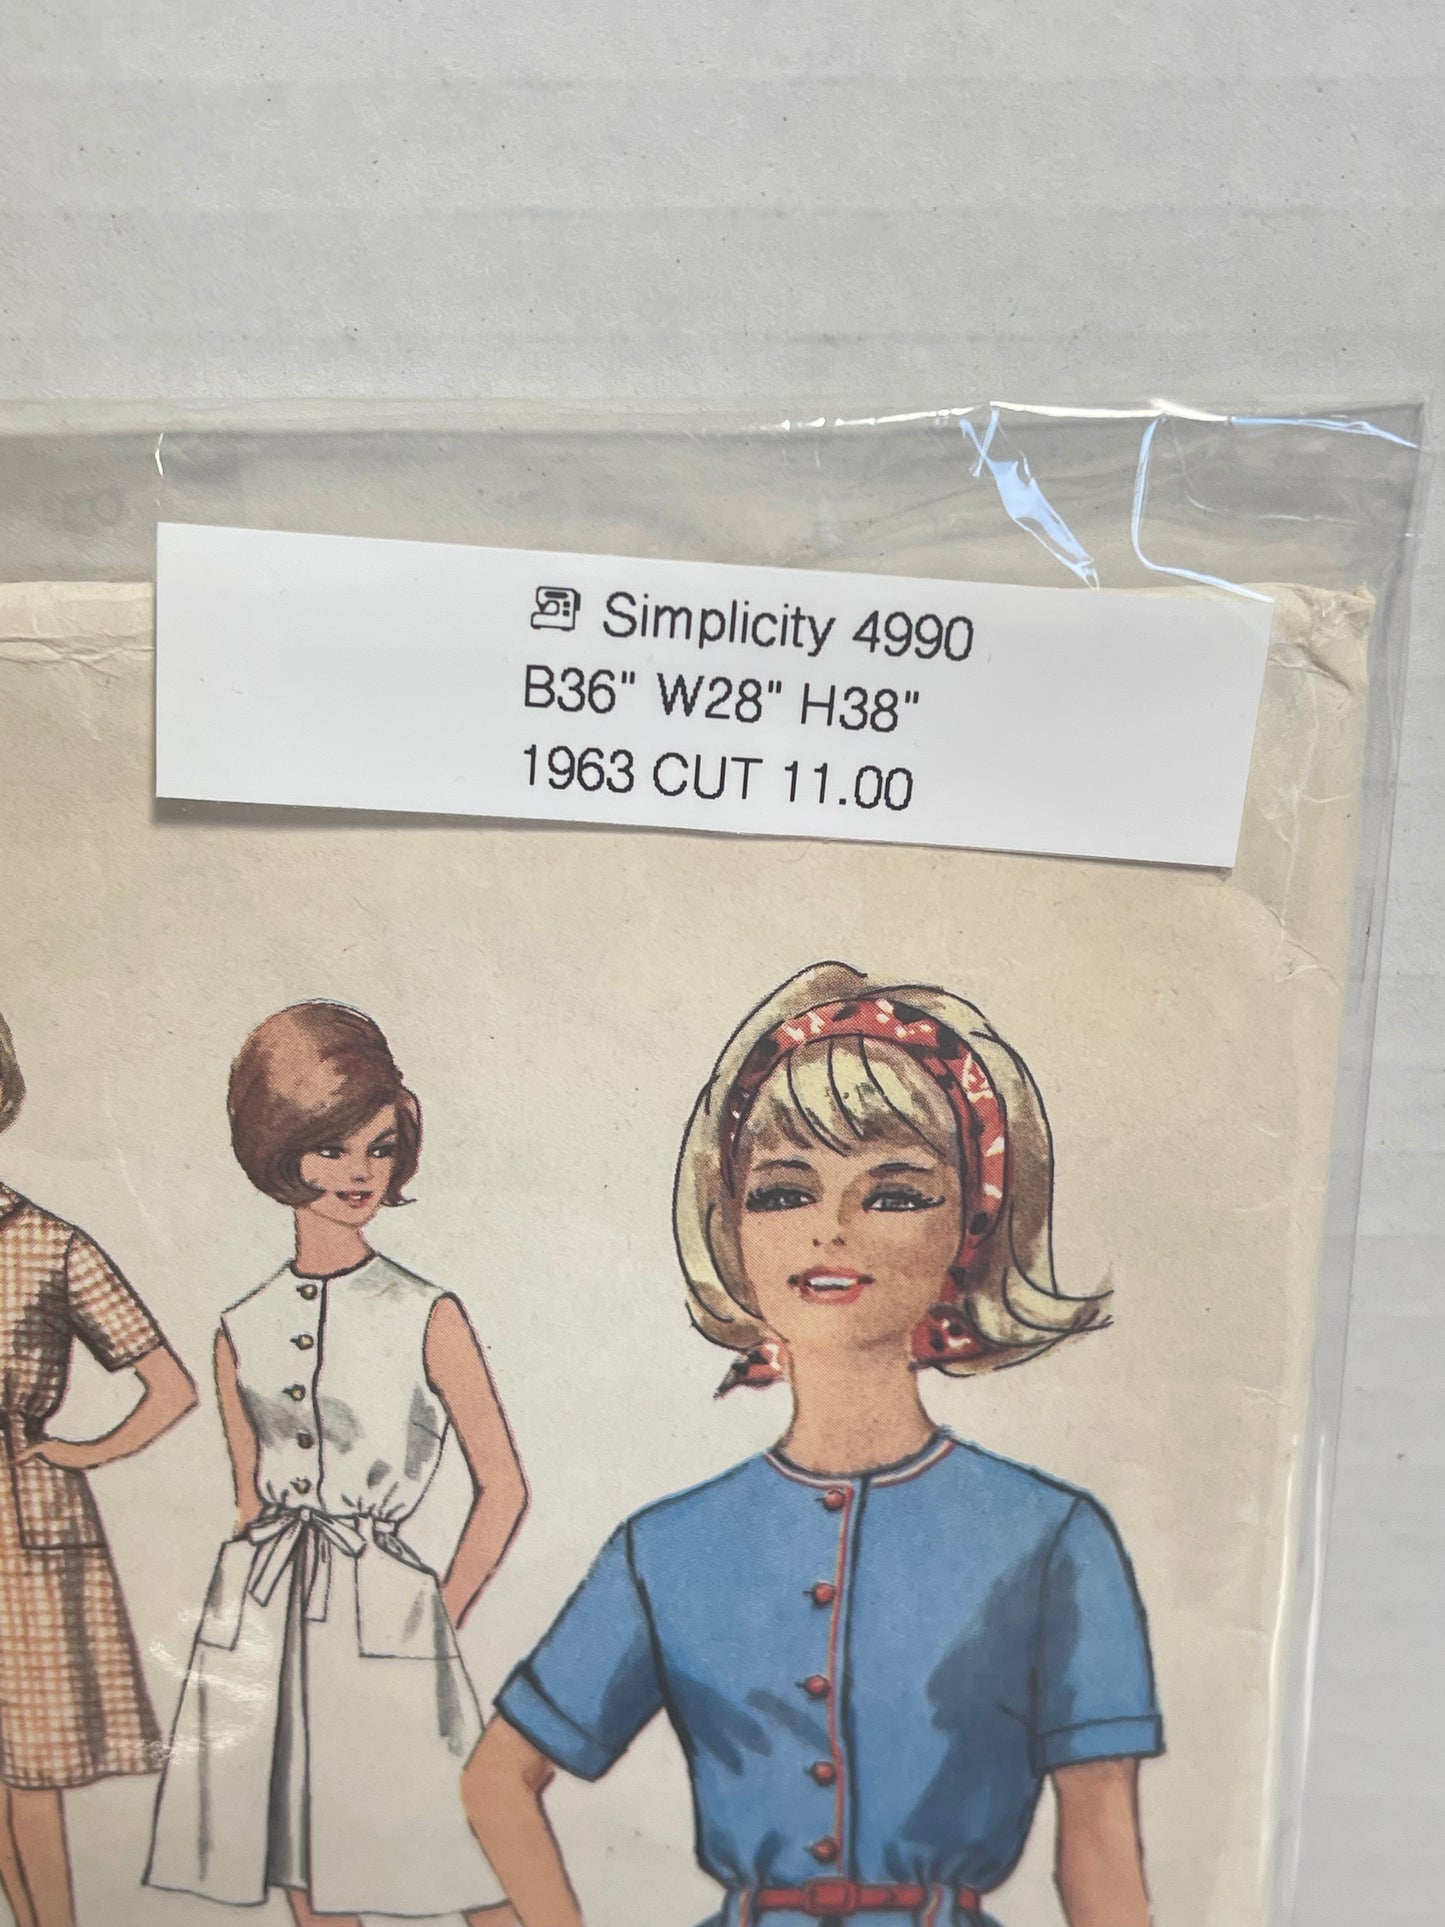 Simplicity 4990
B36" W28" H38"
1963 CUT 11.00